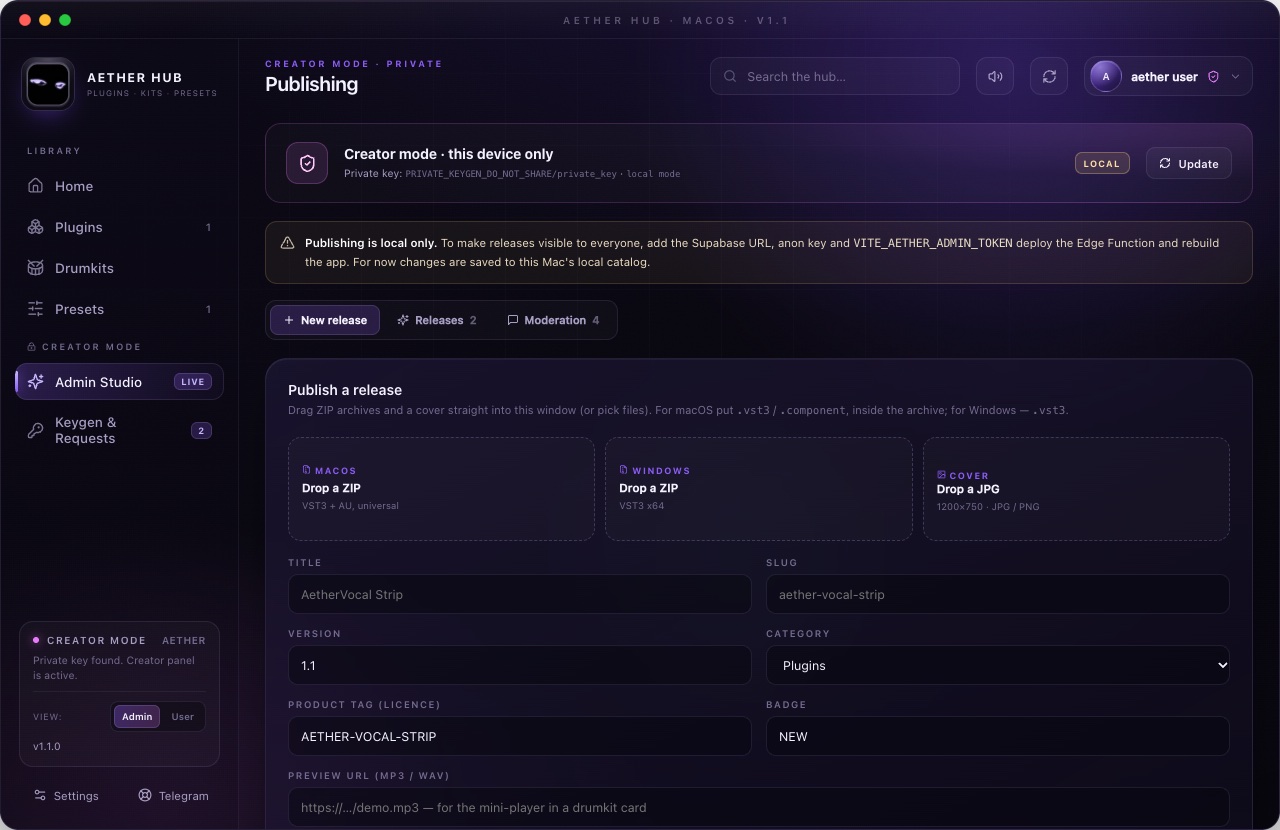 AETHER HUB · MACOS · V1.1
AETHER HUB
PLUGINS · KITS · PRESETS
LIBRARY
Home
Plugins 1
Drumkits
Presets 1
CREATOR MODE
Admin Studio LIVE
Keygen &
Requests 2
CREATOR MODE AETHER
Private key found. Creator panel
is active.
VIEW: Admin User
v1.1.0
Settings Telegram
CREATOR MODE · PRIVATE
Publishing
Search the hub...
A aether user
Creator mode · this device only
Private key: PRIVATE_KEYGEN_DO_NOT_SHARE/private_key · local mode
LOCAL
Update
Publishing is local only. To make releases visible to everyone, add the Supabase URL, anon key and VITE_AETHER_ADMIN_TOKEN deploy the Edge Function and rebuild
the app. For now changes are saved to this Mac's local catalog.
New release Releases 2 Moderation 4
Publish a release
Drag ZIP archives and a cover straight into this window (or pick files). For macOS put .vst3 / .component, inside the archive; for Windows — .vst3.
MACOS
Drop a ZIP
VST3 + AU, universal
WINDOWS
Drop a ZIP
VST3 x64
COVER
Drop a JPG
1200×750 · JPG / PNG
TITLE
AetherVocal Strip
SLUG
aether-vocal-strip
VERSION
1.1
CATEGORY
Plugins
PRODUCT TAG (LICENCE)
AETHER-VOCAL-STRIP
BADGE
NEW
PREVIEW URL (MP3 / WAV)
https://.../demo.mp3 — for the mini-player in a drumkit card